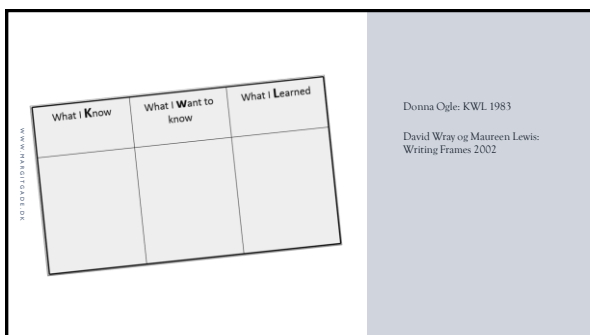 WWW.MARGITGADE.DK
What I Know
What I Want to
know
What I Learned
Donna Ogle: KWL 1983
David Wray og Maureen Lewis:
Writing Frames 2002